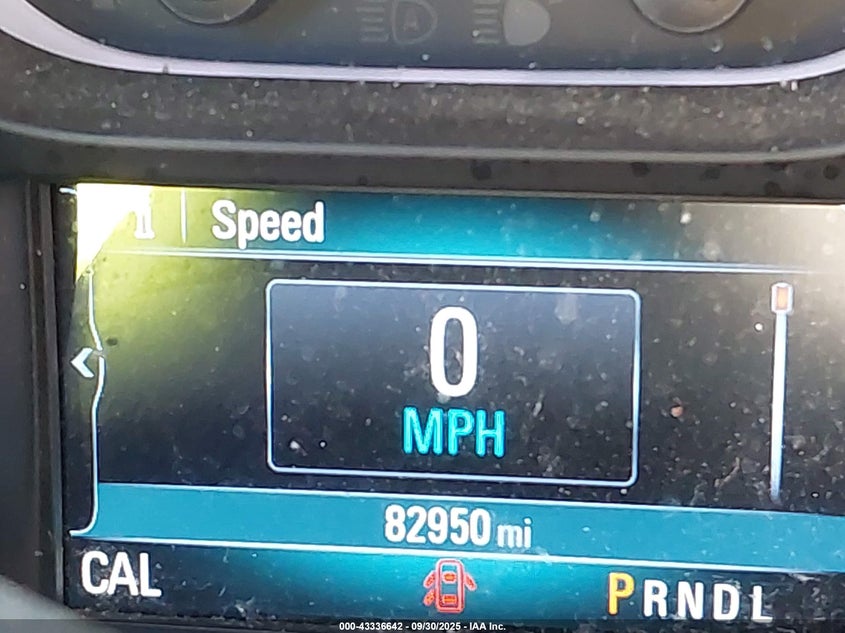 Speed
0
MPH
82950 mi
CAL
PRNDL
000-43336642 - 09/30/2025 - IAA Inc.